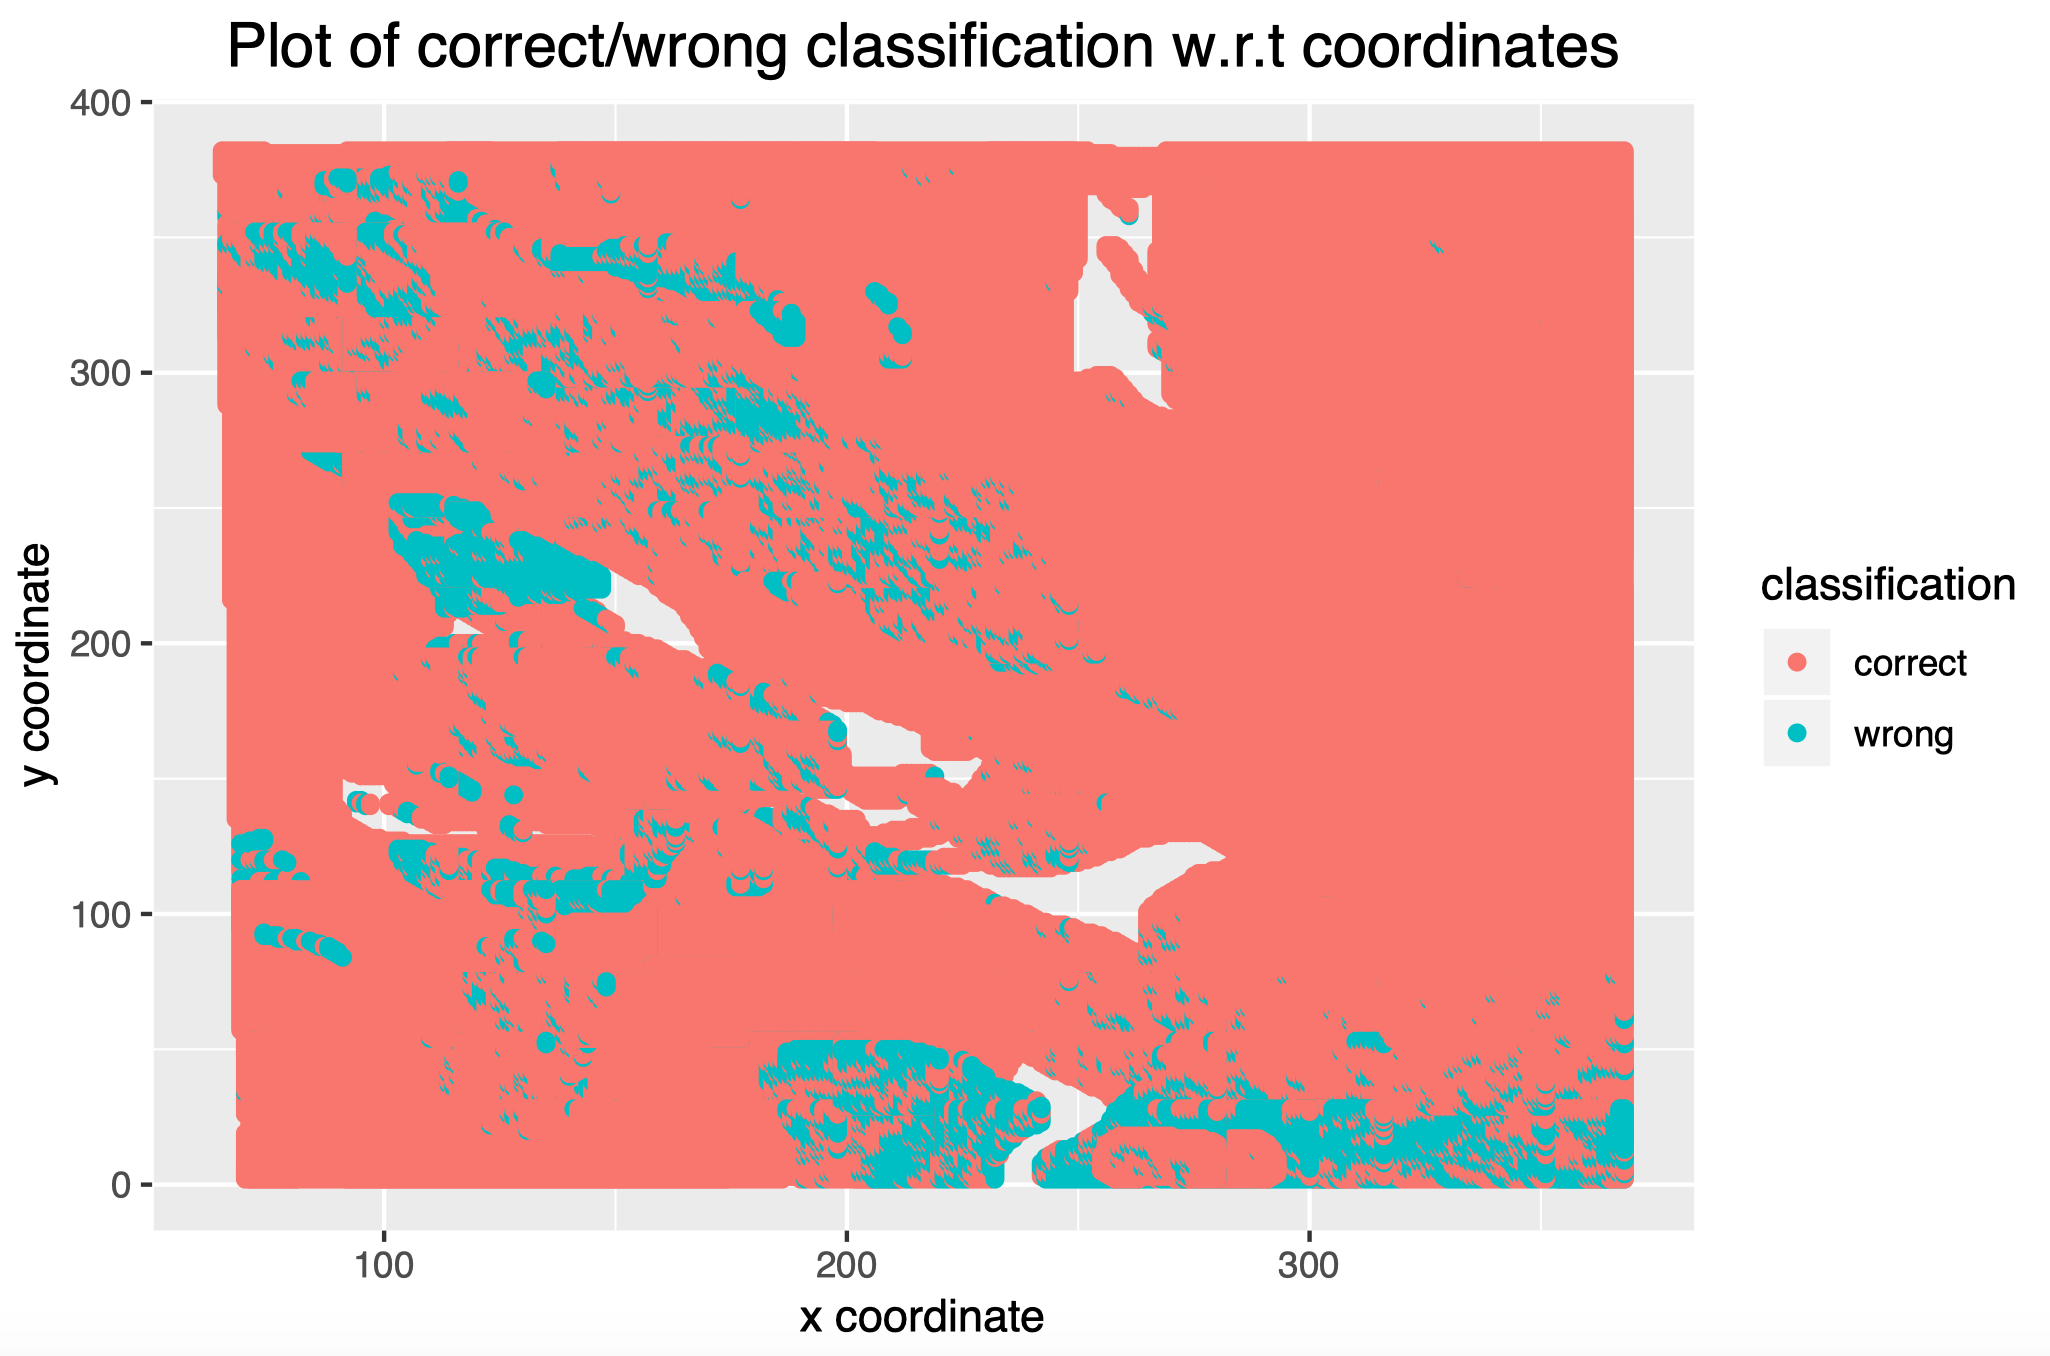 Plot of correct/wrong classification w.r.t coordinates
400
300
200
100
0
y coordinate
100 200 300
x coordinate
classification
correct
wrong